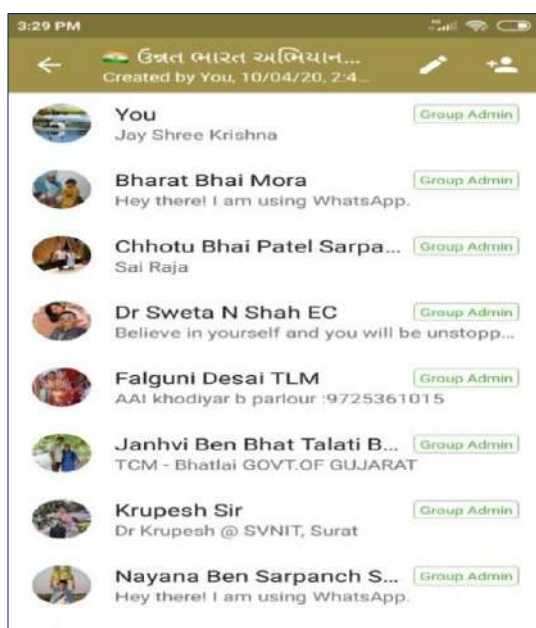 3:29 PM
ઉન્નત ભારત અભિયાન...
Created by You, 10/04/20, 2:4...
You
Group Admin
Jay Shree Krishna
Bharat Bhai Mora
Group Admin
Hey there! I am using WhatsApp.
Chhotu Bhai Patel Sarpa...
Group Admin
Sai Raja
Dr Sweta N Shah EC
Group Admin
Believe in yourself and you will be unstopp...
Falguni Desai TLM
Group Admin
AAI khodiyar b parlour :9725361015
Janhvi Ben Bhat Talati B...
Group Admin
TCM - Bhatlai GOVT.OF GUJARAT
Krupesh Sir
Group Admin
Dr Krupesh @ SVNIT, Surat
Nayana Ben Sarpanch S...
Group Admin
Hey there! I am using WhatsApp.